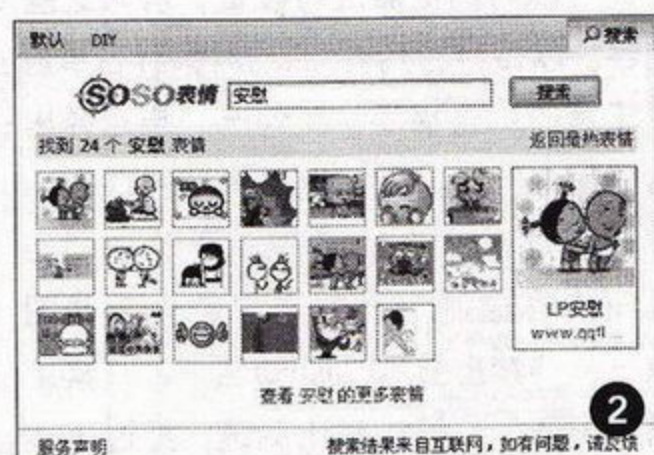 默认 DIY 搜索
SOSO表情 安慰 搜索
找到 24 个 安慰 表情 返回最热表情
LP安慰
www.qqtl ...
查看 安慰 的更多表情
2
服务声明 搜索结果来自互联网，如有问题，请反馈